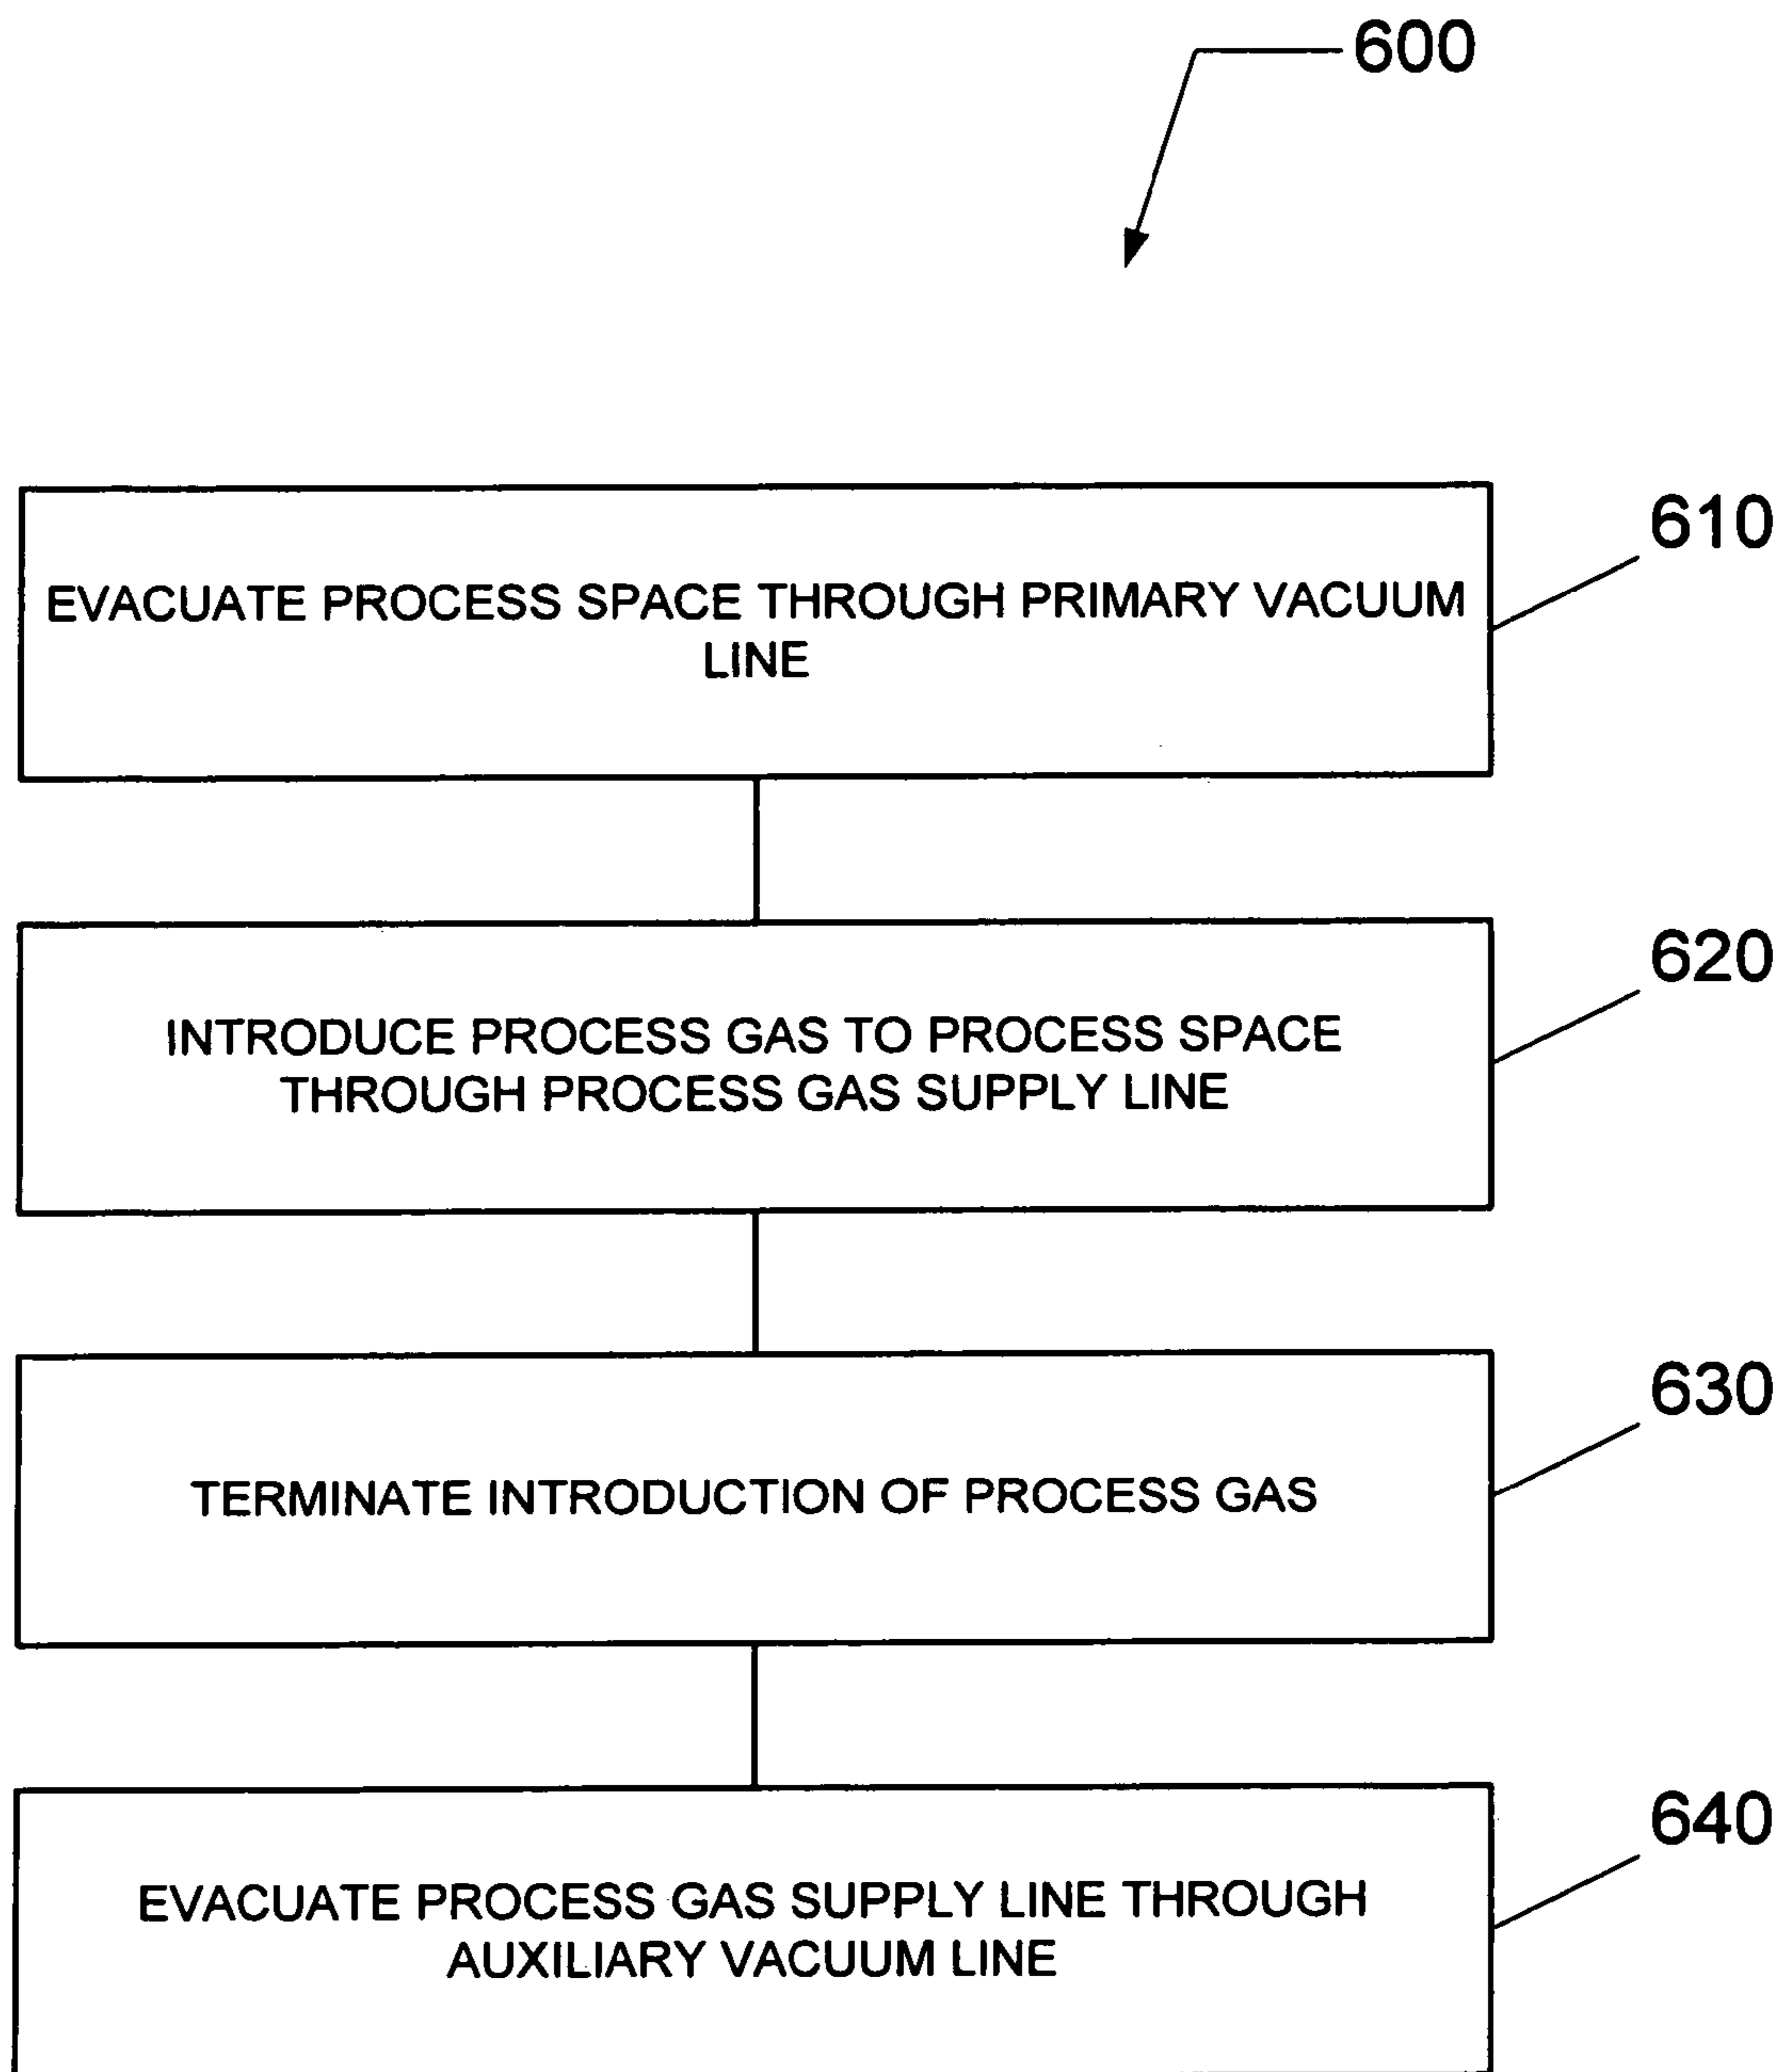 600
610
EVACUATE PROCESS SPACE THROUGH PRIMARY VACUUM
LINE
620
INTRODUCE PROCESS GAS TO PROCESS SPACE
THROUGH PROCESS GAS SUPPLY LINE
630
TERMINATE INTRODUCTION OF PROCESS GAS
640
EVACUATE PROCESS GAS SUPPLY LINE THROUGH
AUXILIARY VACUUM LINE